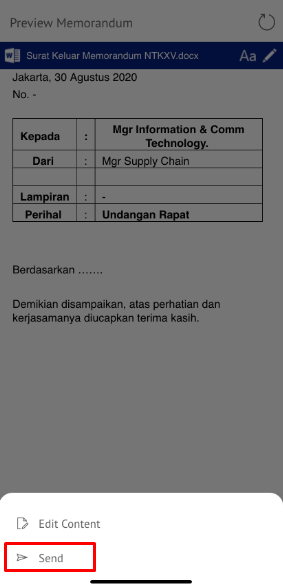 Preview Memorandum
Surat Keluar Memorandum NTKXV.docx Aa
Jakarta, 30 Agustus 2020
No. -
Kepada : Mgr Information & Comm
Technology.
Dari : Mgr Supply Chain
Lampiran : -
Perihal : Undangan Rapat
Berdasarkan …….
Demikian disampaikan, atas perhatian dan
kerjasamanya diucapkan terima kasih.
Edit Content
Send